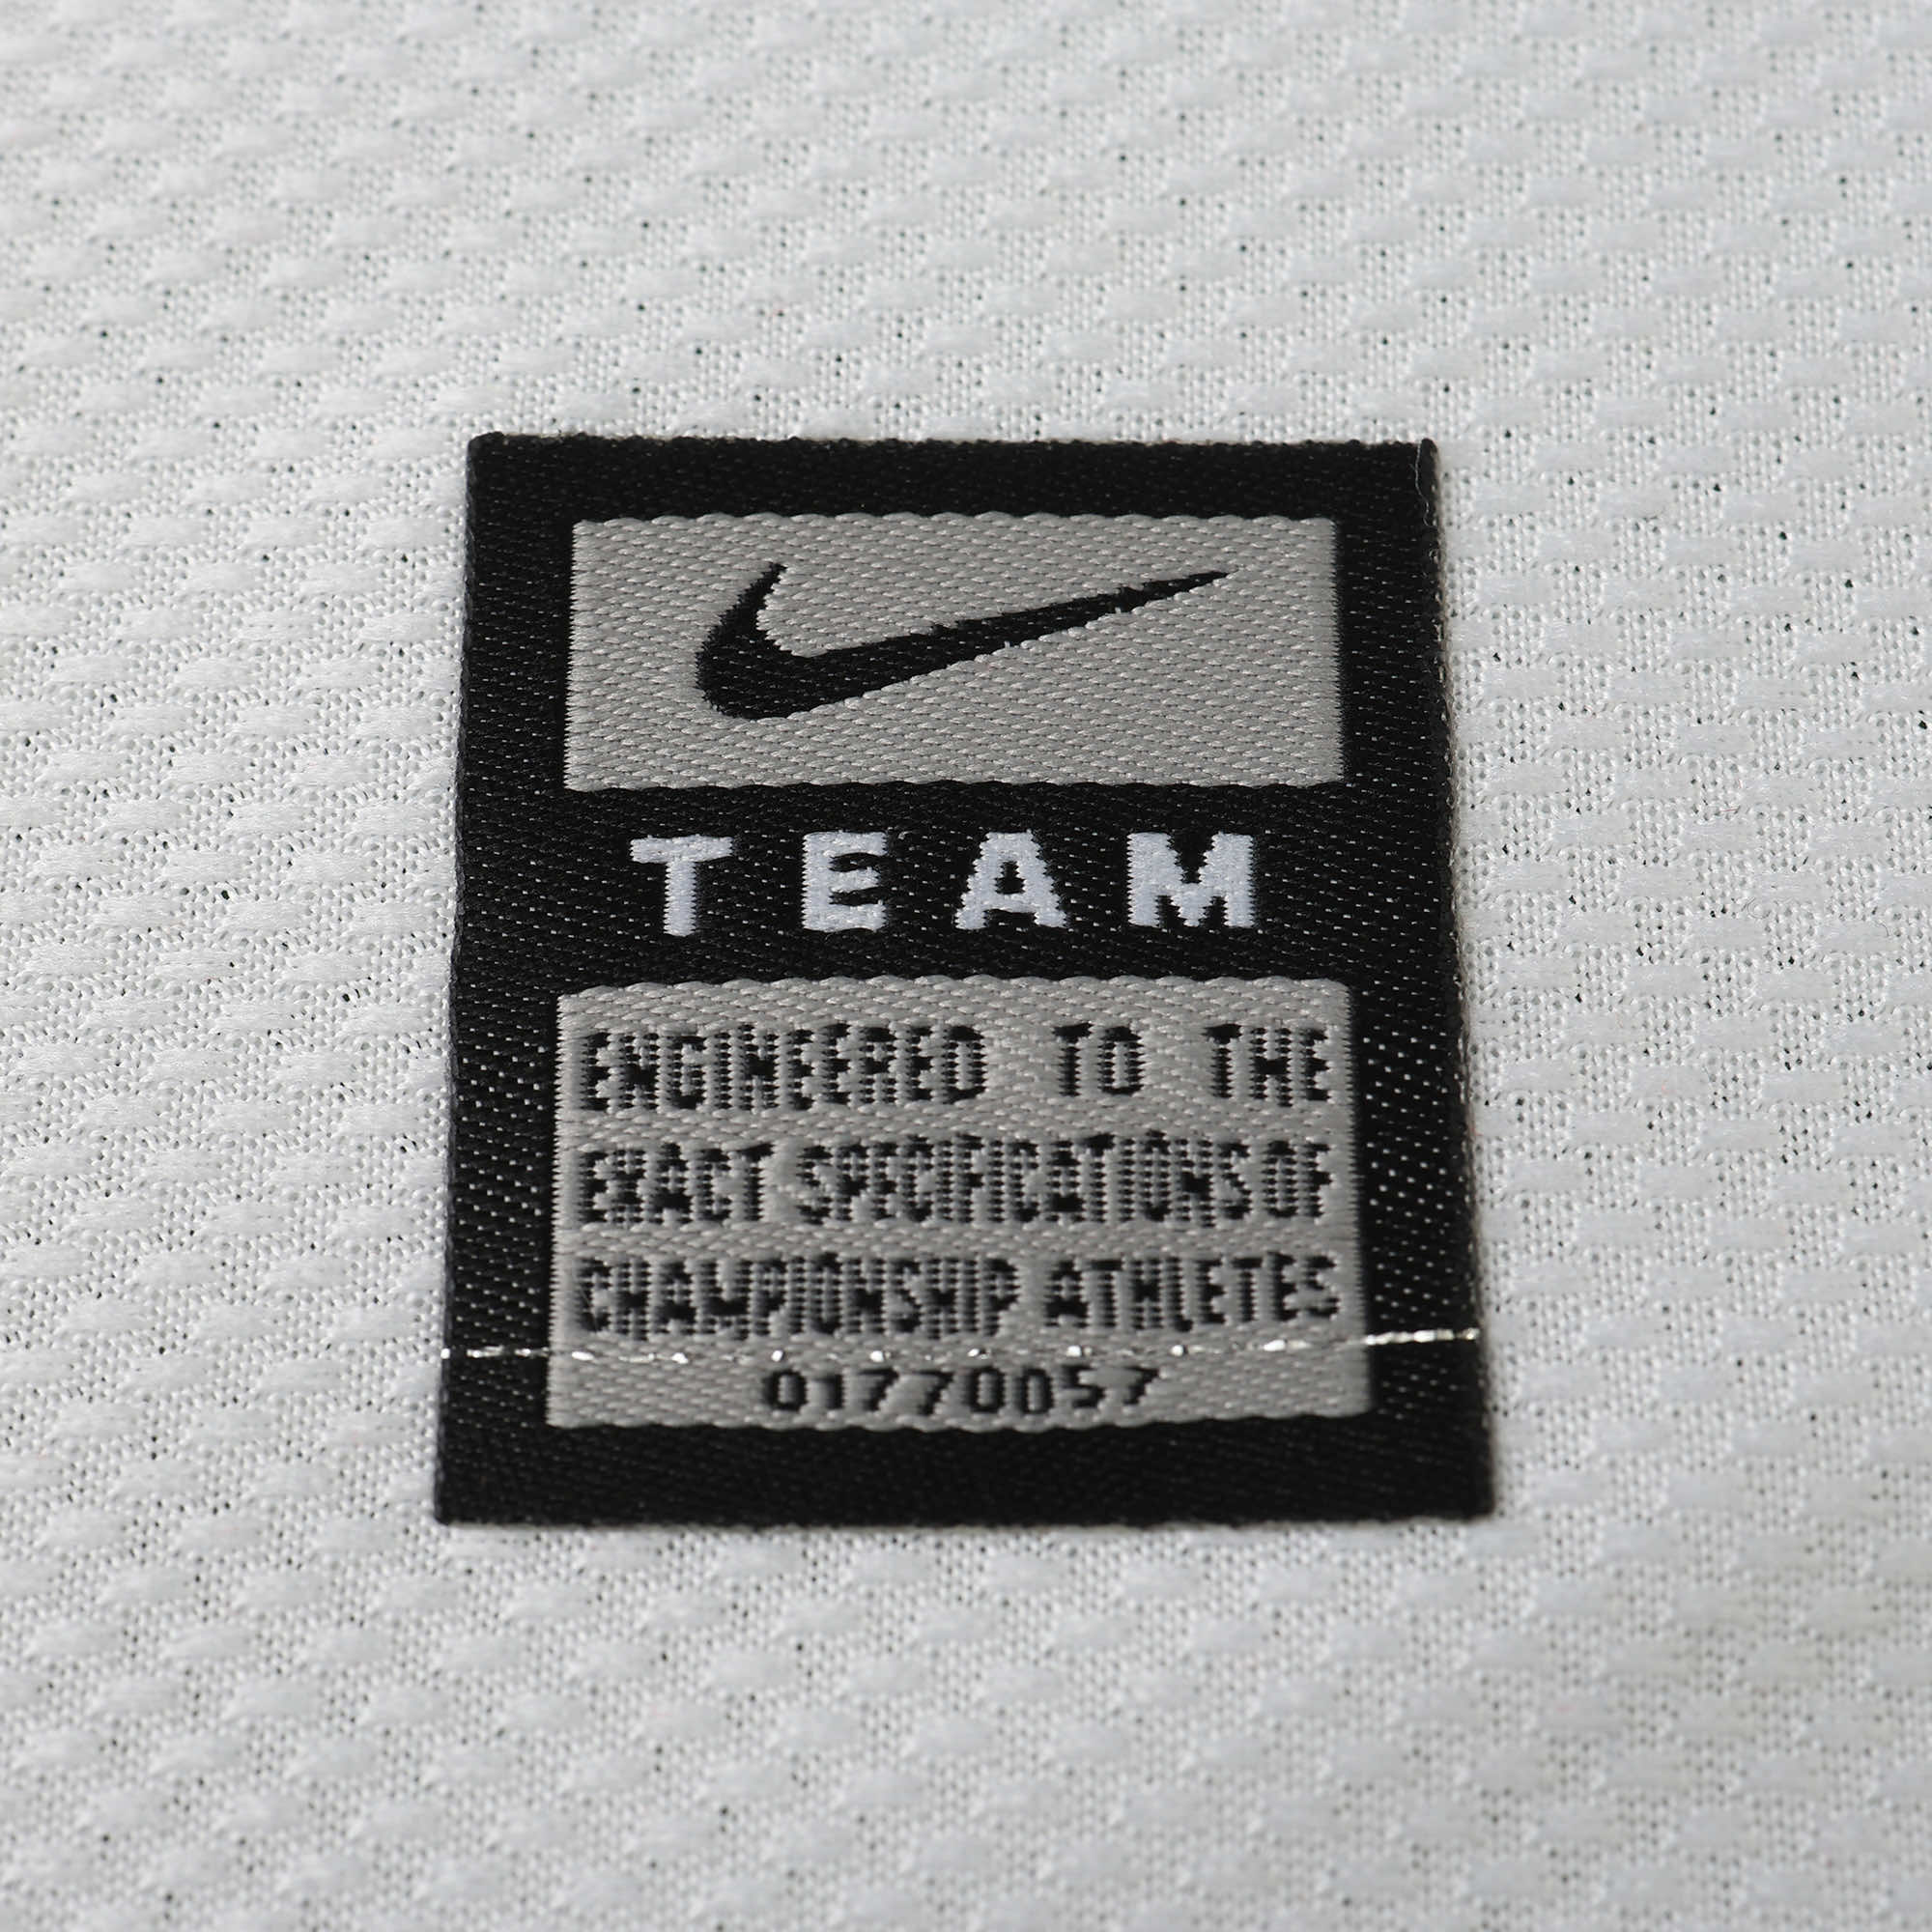 TEAM
ENGINEERED TO THE
EXACT SPECIFICATIONS OF
CHAMPIONSHIP ATHLETES
01770057